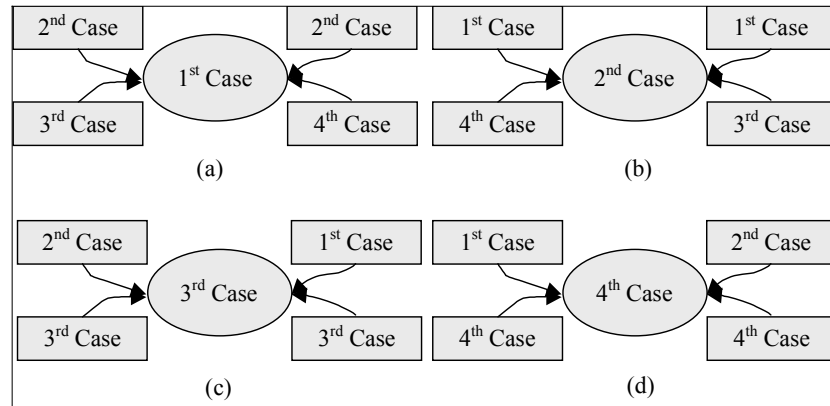 2nd Case 2nd Case 1st Case 1st Case
1st Case 2nd Case
3rd Case 4th Case 4th Case 3rd Case
(a) (b)
2nd Case 1st Case 1st Case 2nd Case
3rd Case 4th Case
3rd Case 3rd Case 4th Case 4th Case
(c) (d)